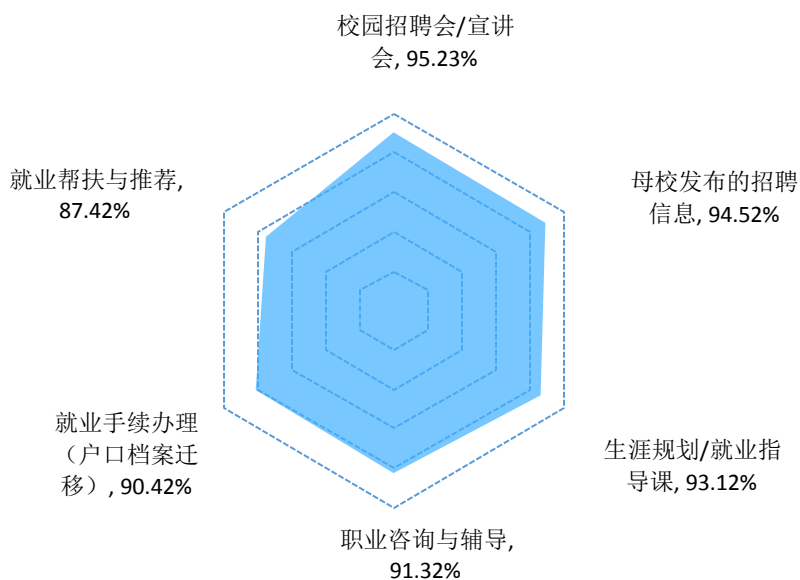 校园招聘会/宣讲
会, 95.23%
母校发布的招聘
信息, 94.52%
生涯规划/就业指
导课, 93.12%
职业咨询与辅导,
91.32%
就业手续办理
（户口档案迁
移）, 90.42%
就业帮扶与推荐,
87.42%